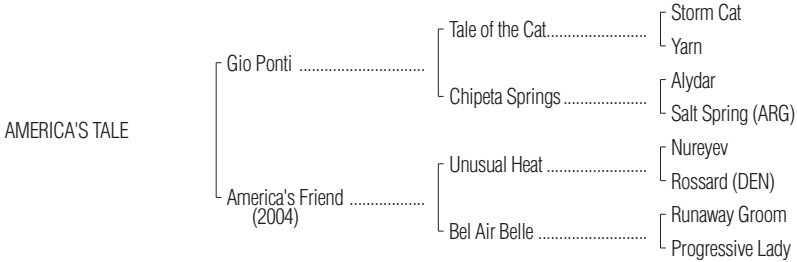 Storm Cat
Tale of the Cat........................
Yarn
Gio Ponti .............................
Alydar
Chipeta Springs ....................
Salt Spring (ARG)
AMERICA'S TALE
Nureyev
Unusual Heat ........................
Rossard (DEN)
America's Friend ..................
(2004)
Runaway Groom
Bel Air Belle ..........................
Progressive Lady